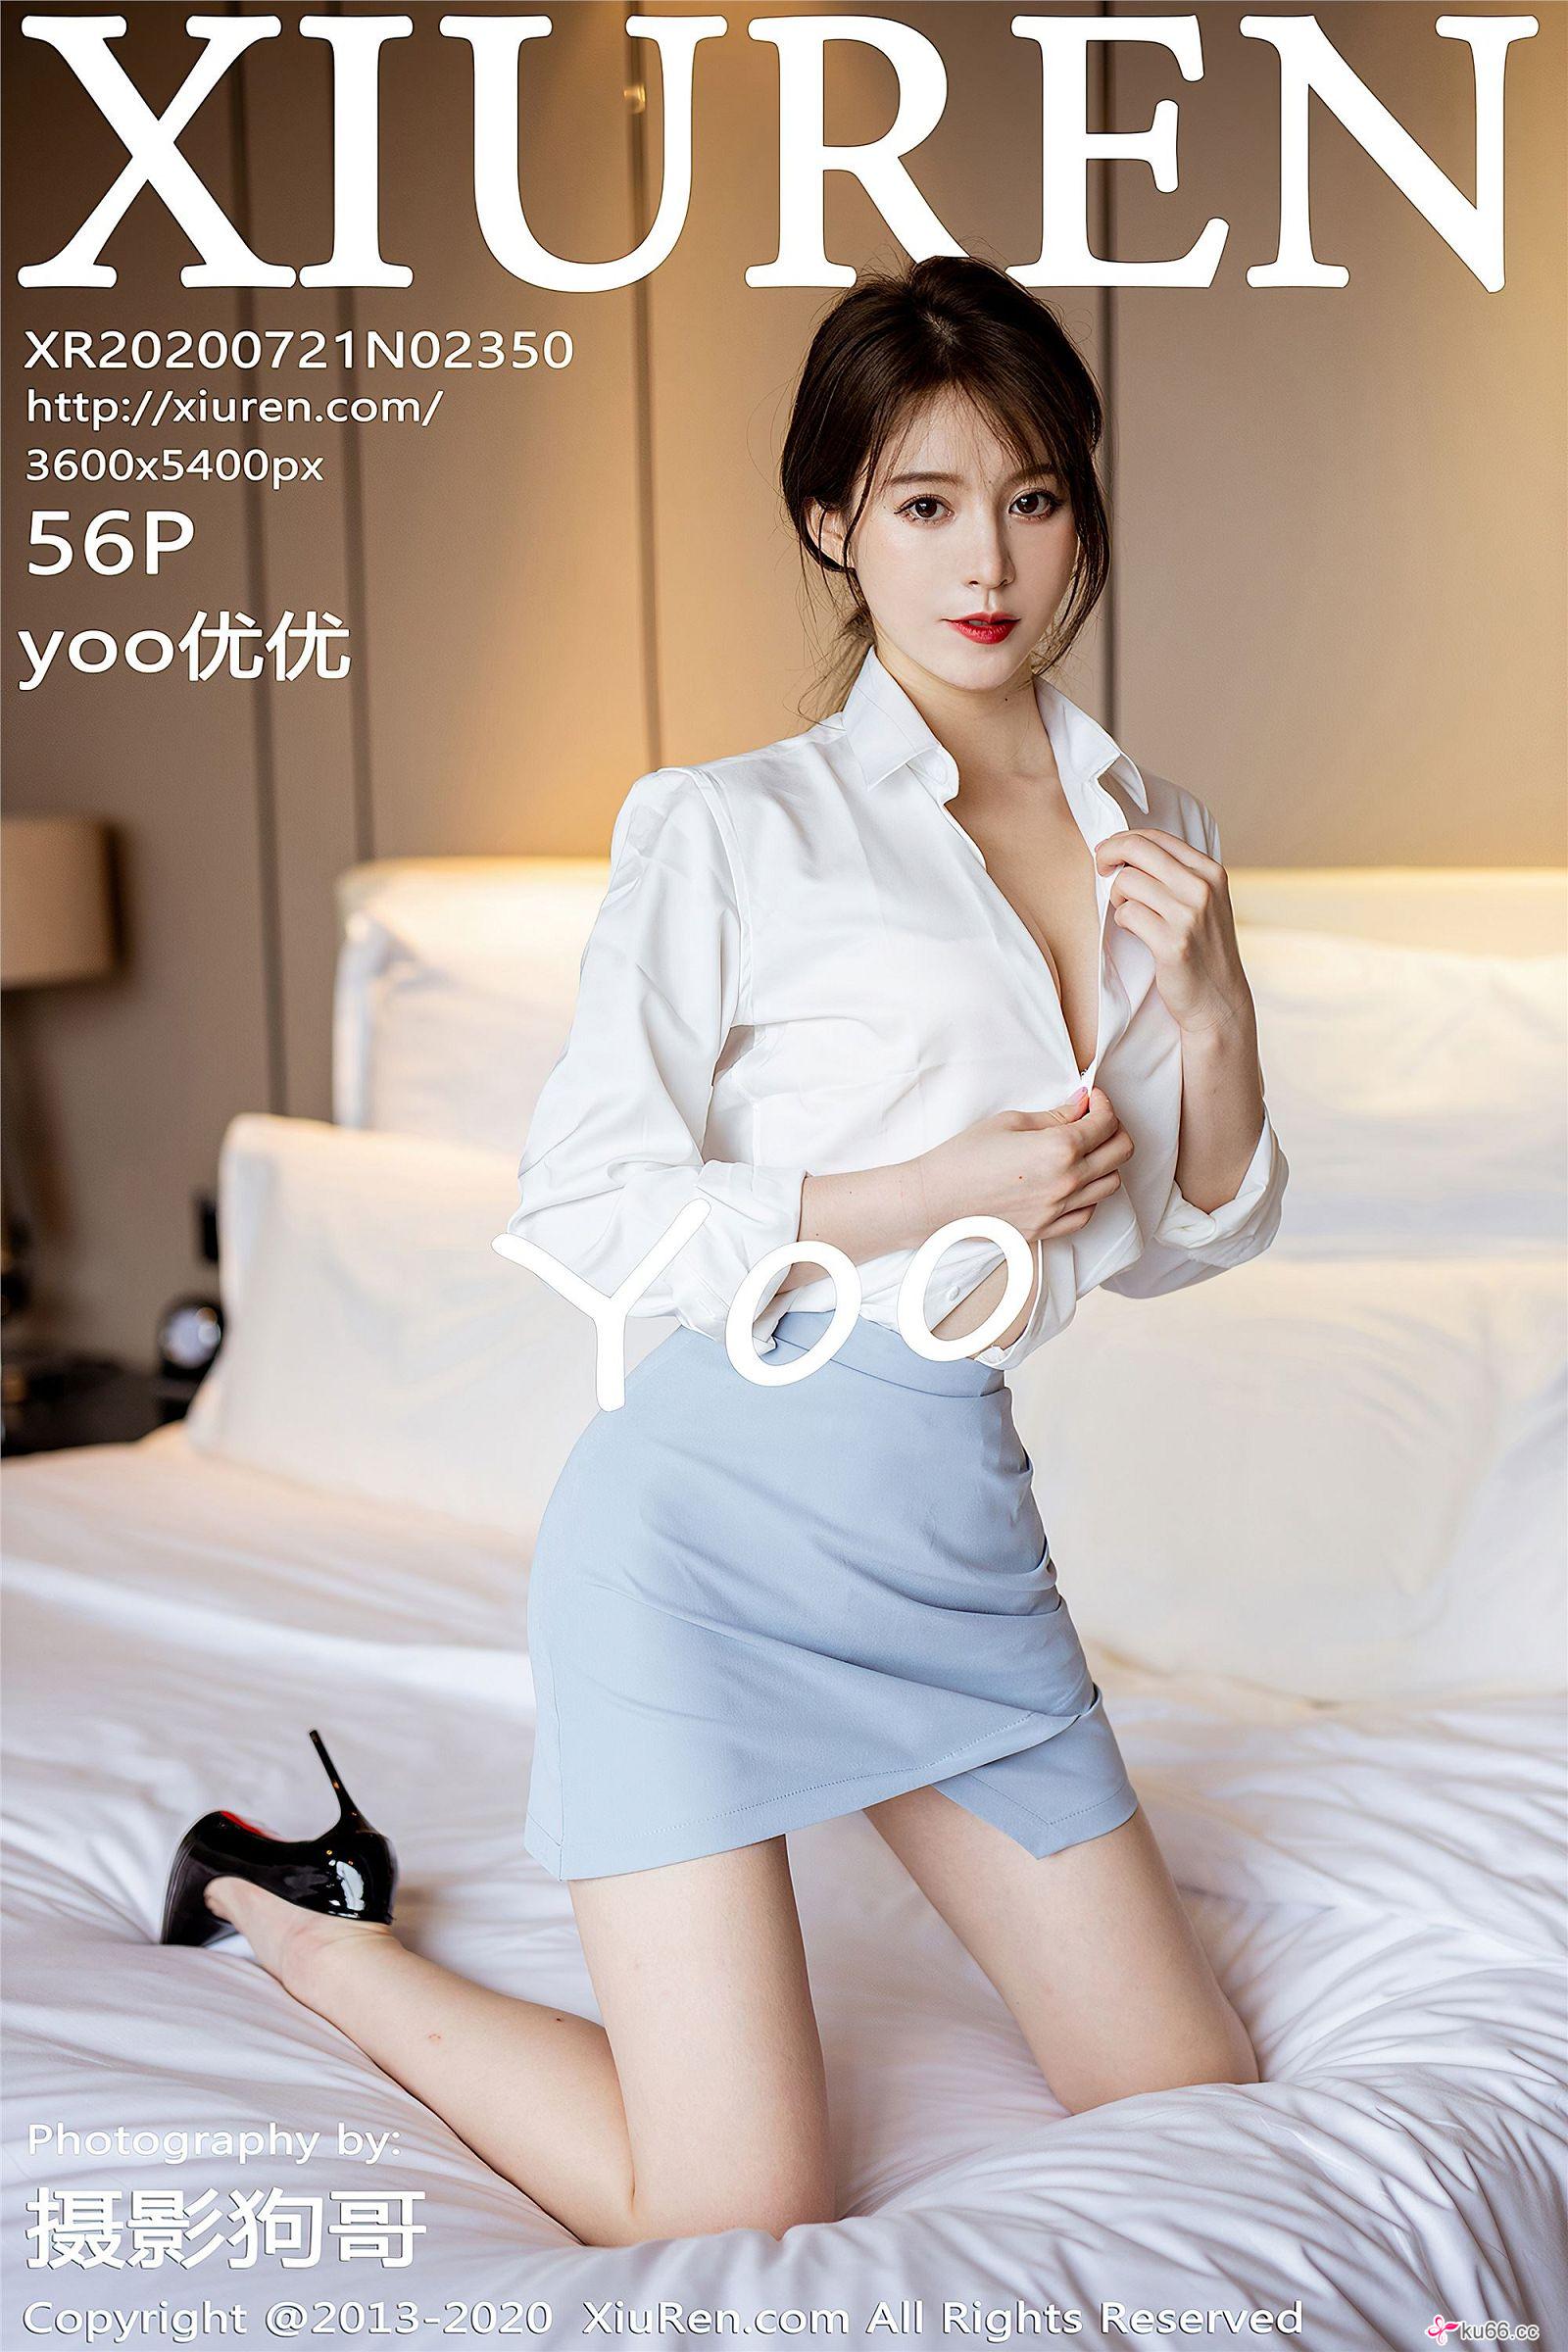 XIUREN
XR20200721N02350
http://xiuren.com/
3600x5400px
56P
yoo优优
Yoo
Photography by:
摄影狗哥
Copyright @2013-2020 XiuRen.com All Rights Reserved
ku66.cc